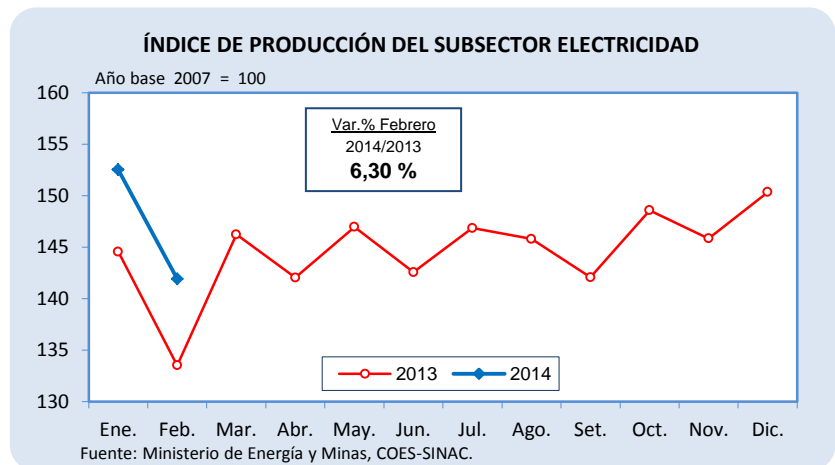 ÍNDICE DE PRODUCCIÓN DEL SUBSECTOR ELECTRICIDAD
Año base 2007 = 100
160
155
150
145
140
135
130
Var.% Febrero
2014/2013
6,30 %
2013 2014
Ene. Feb. Mar. Abr. May. Jun. Jul. Ago. Set. Oct. Nov. Dic.
Fuente: Ministerio de Energía y Minas, COES-SINAC.